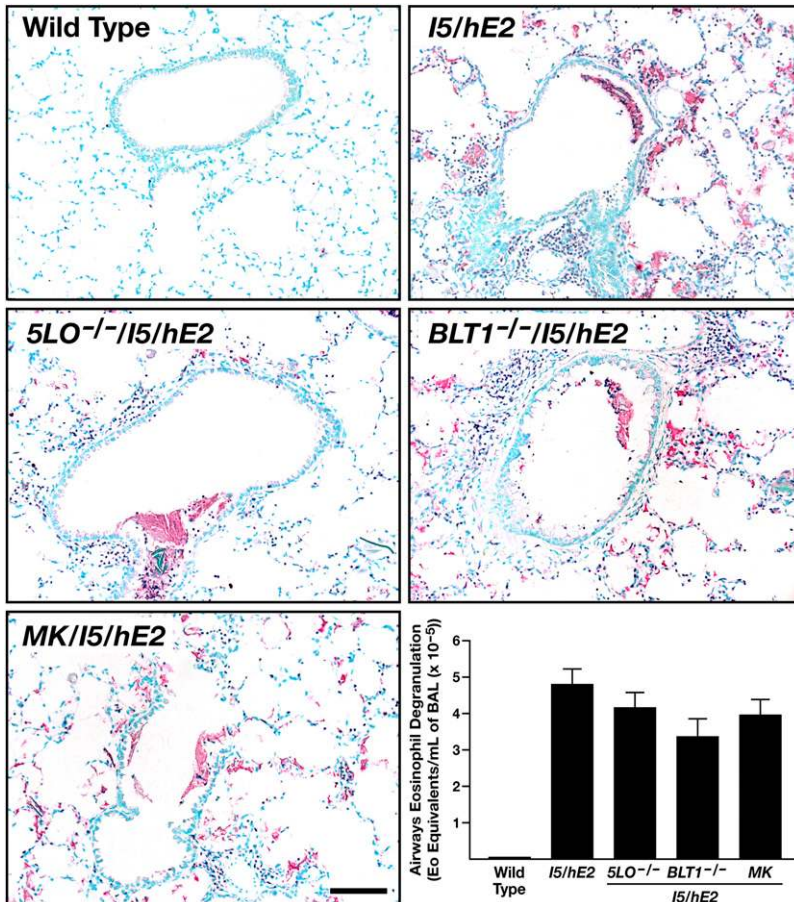 Wild Type
I5/hE2
5LO⁻/⁻/I5/hE2
BLT1⁻/⁻/I5/hE2
MK/I5/hE2
Airways Eosinophil Degranulation
(Eo Equivalents/mL of BAL (x 10⁻⁵))
6
5
4
3
2
1
Wild
Type
I5/hE2
5LO⁻/⁻
BLT1⁻/⁻
MK
I5/hE2